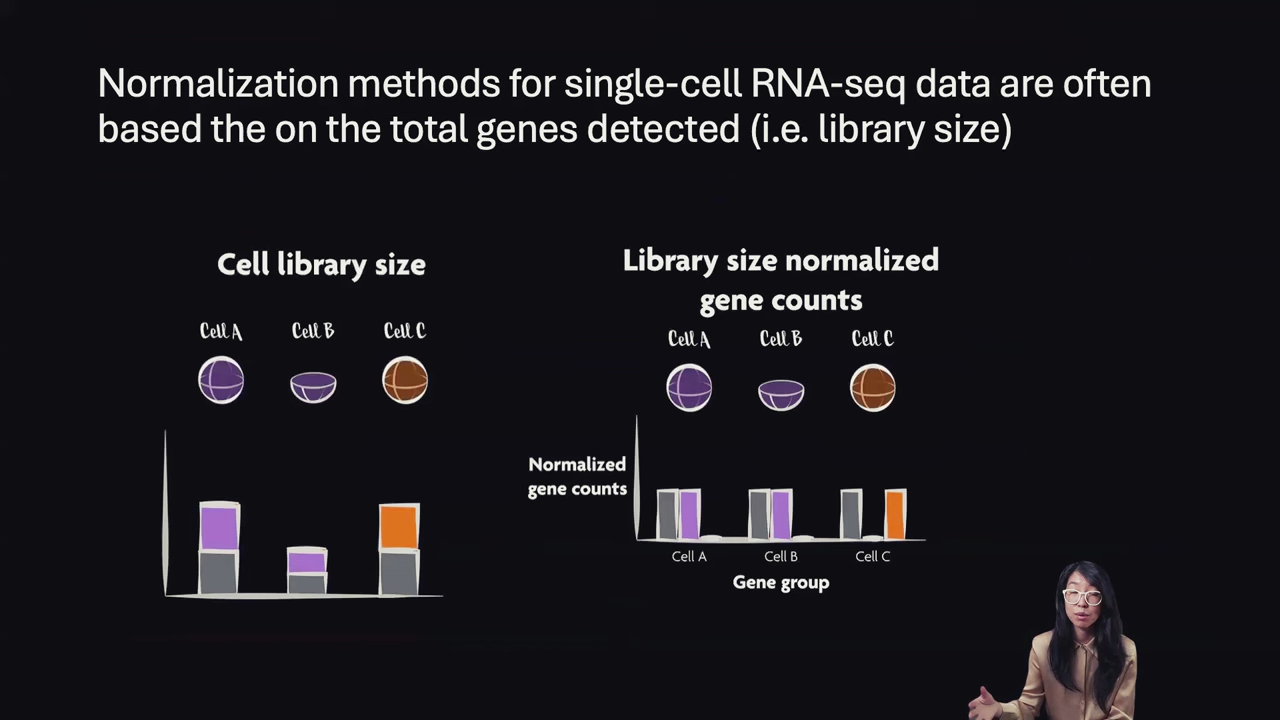 Normalization methods for single-cell RNA-seq data are often
based the on the total genes detected (i.e. library size)
Cell library size
Cell A Cell B Cell C
Library size normalized
gene counts
Cell A Cell B Cell C
Normalized
gene counts
Cell A Cell B Cell C
Gene group